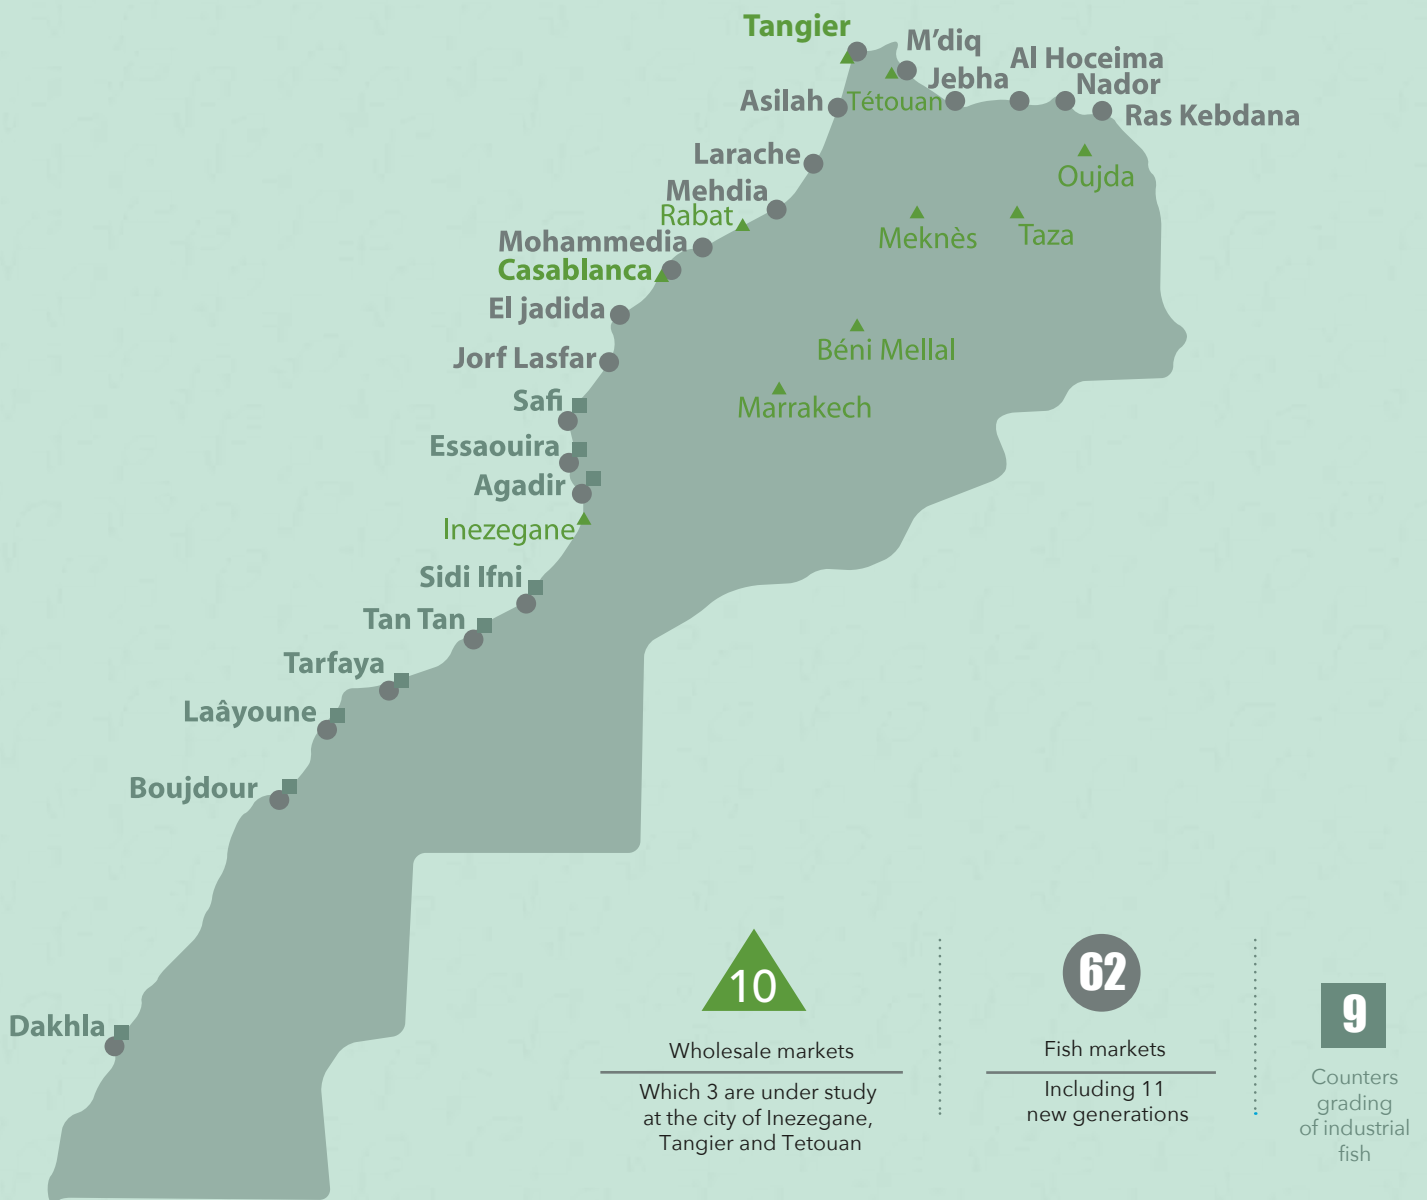 Tangier
M'diq
Al Hoceima
Jebha
Nador
Asilah
Tétouan
Ras Kebdana
Larache
Oujda
Mehdia
Rabat
Meknès
Taza
Mohammedia
Casablanca
El jadida
Béni Mellal
Jorf Lasfar
Safi
Marrakech
Essaouira
Agadir
Inezegane
Sidi Ifni
Tan Tan
Tarfaya
Laâyoune
Boujdour
Dakhla
10
Wholesale markets
Which 3 are under study
at the city of Inezegane,
Tangier and Tetouan
62
Fish markets
Including 11
new generations
9
Counters
grading
of industrial
fish